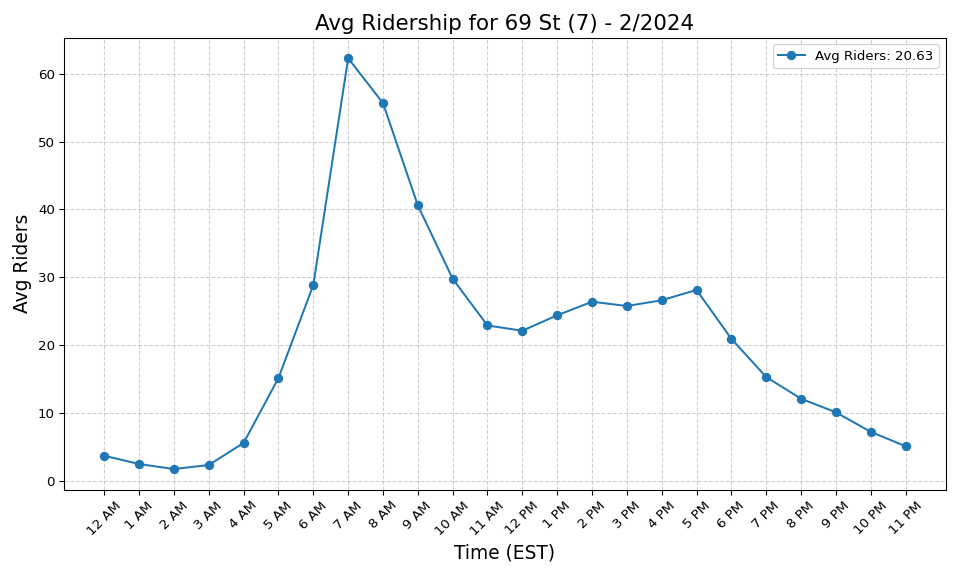 Avg Ridership for 69 St (7) - 2/2024
Avg Riders: 20.63
Avg Riders
60
50
40
30
20
10
0
12 AM
1 AM
2 AM
3 AM
4 AM
5 AM
6 AM
7 AM
8 AM
9 AM
10 AM
11 AM
12 PM
1 PM
2 PM
3 PM
4 PM
5 PM
6 PM
7 PM
8 PM
9 PM
10 PM
11 PM
Time (EST)